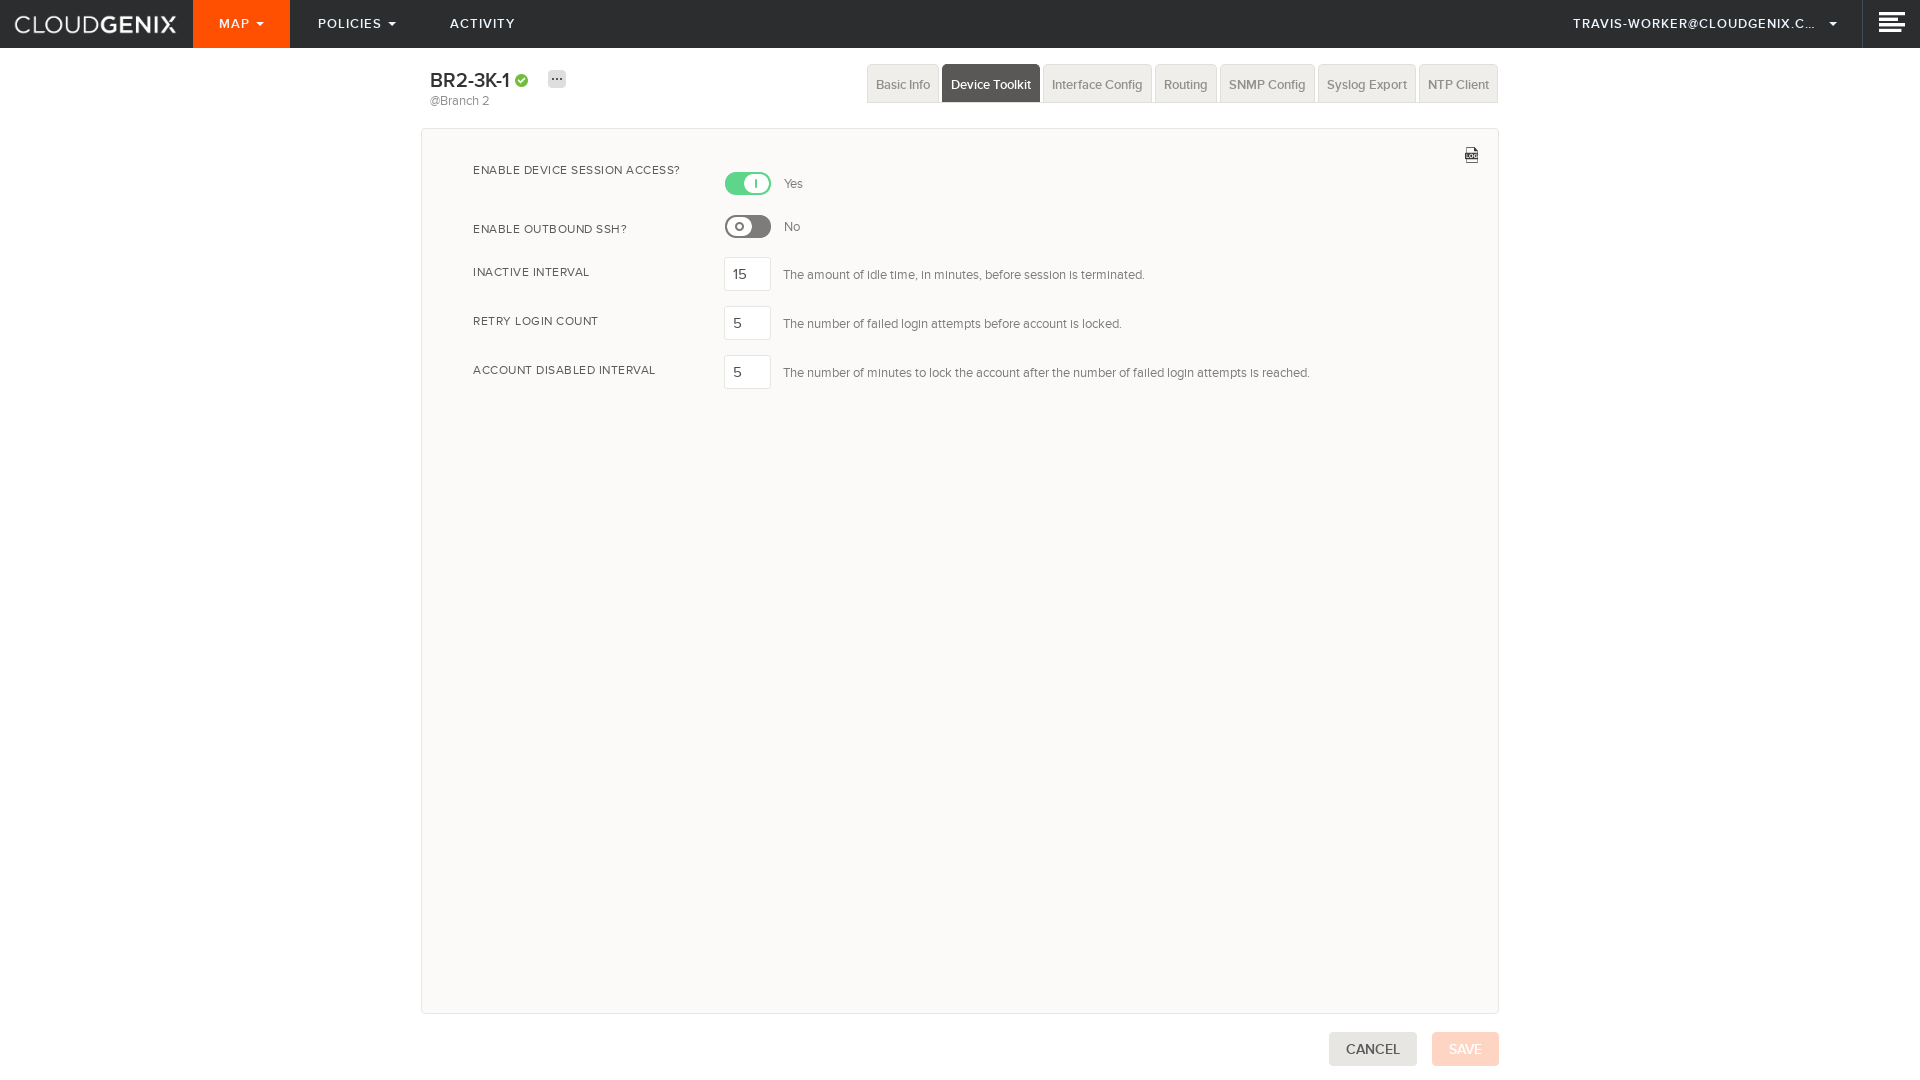 CLOUDGENIX MAP POLICIES ACTIVITY TRAVIS-WORKER@CLOUDGENIX.C...
BR2-3K-1
@Branch 2
Basic Info Device Toolkit Interface Config Routing SNMP Config Syslog Export NTP Client
LOG
ENABLE DEVICE SESSION ACCESS? Yes
ENABLE OUTBOUND SSH? No
INACTIVE INTERVAL 15 The amount of idle time, in minutes, before session is terminated.
RETRY LOGIN COUNT 5 The number of failed login attempts before account is locked.
ACCOUNT DISABLED INTERVAL 5 The number of minutes to lock the account after the number of failed login attempts is reached.
CANCEL SAVE